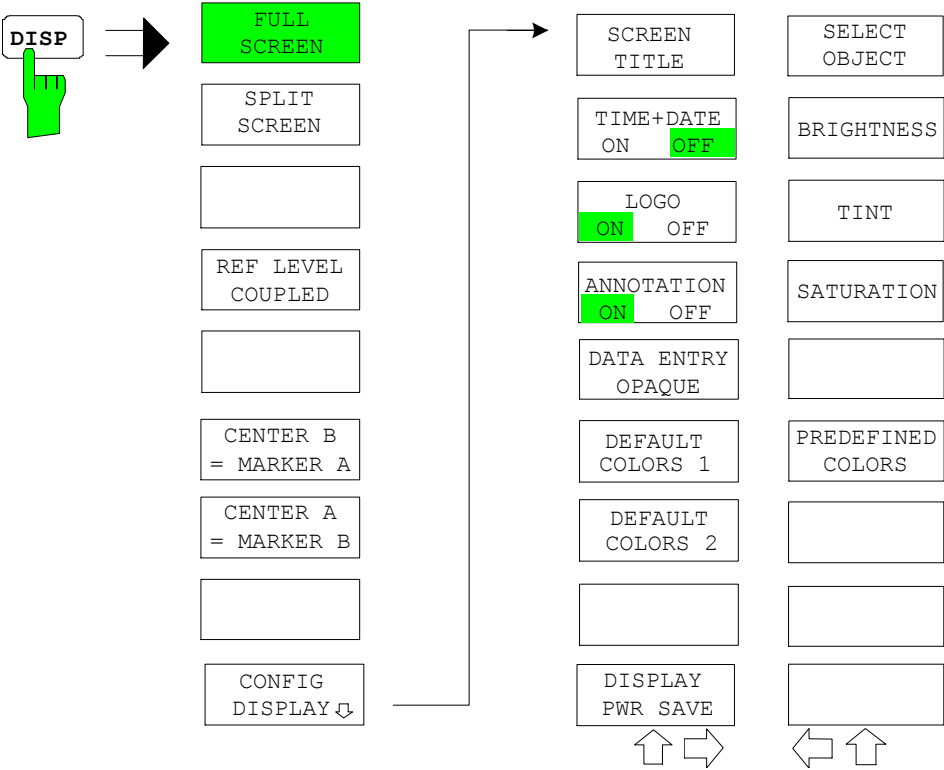 DISP
FULL
SCREEN
SPLIT
SCREEN
REF LEVEL
COUPLED
CENTER B
= MARKER A
CENTER A
= MARKER B
CONFIG
DISPLAY
SCREEN
TITLE
TIME+DATE
ON OFF
LOGO
ON OFF
ANNOTATION
ON OFF
DATA ENTRY
OPAQUE
DEFAULT
COLORS 1
DEFAULT
COLORS 2
DISPLAY
PWR SAVE
SELECT
OBJECT
BRIGHTNESS
TINT
SATURATION
PREDEFINED
COLORS